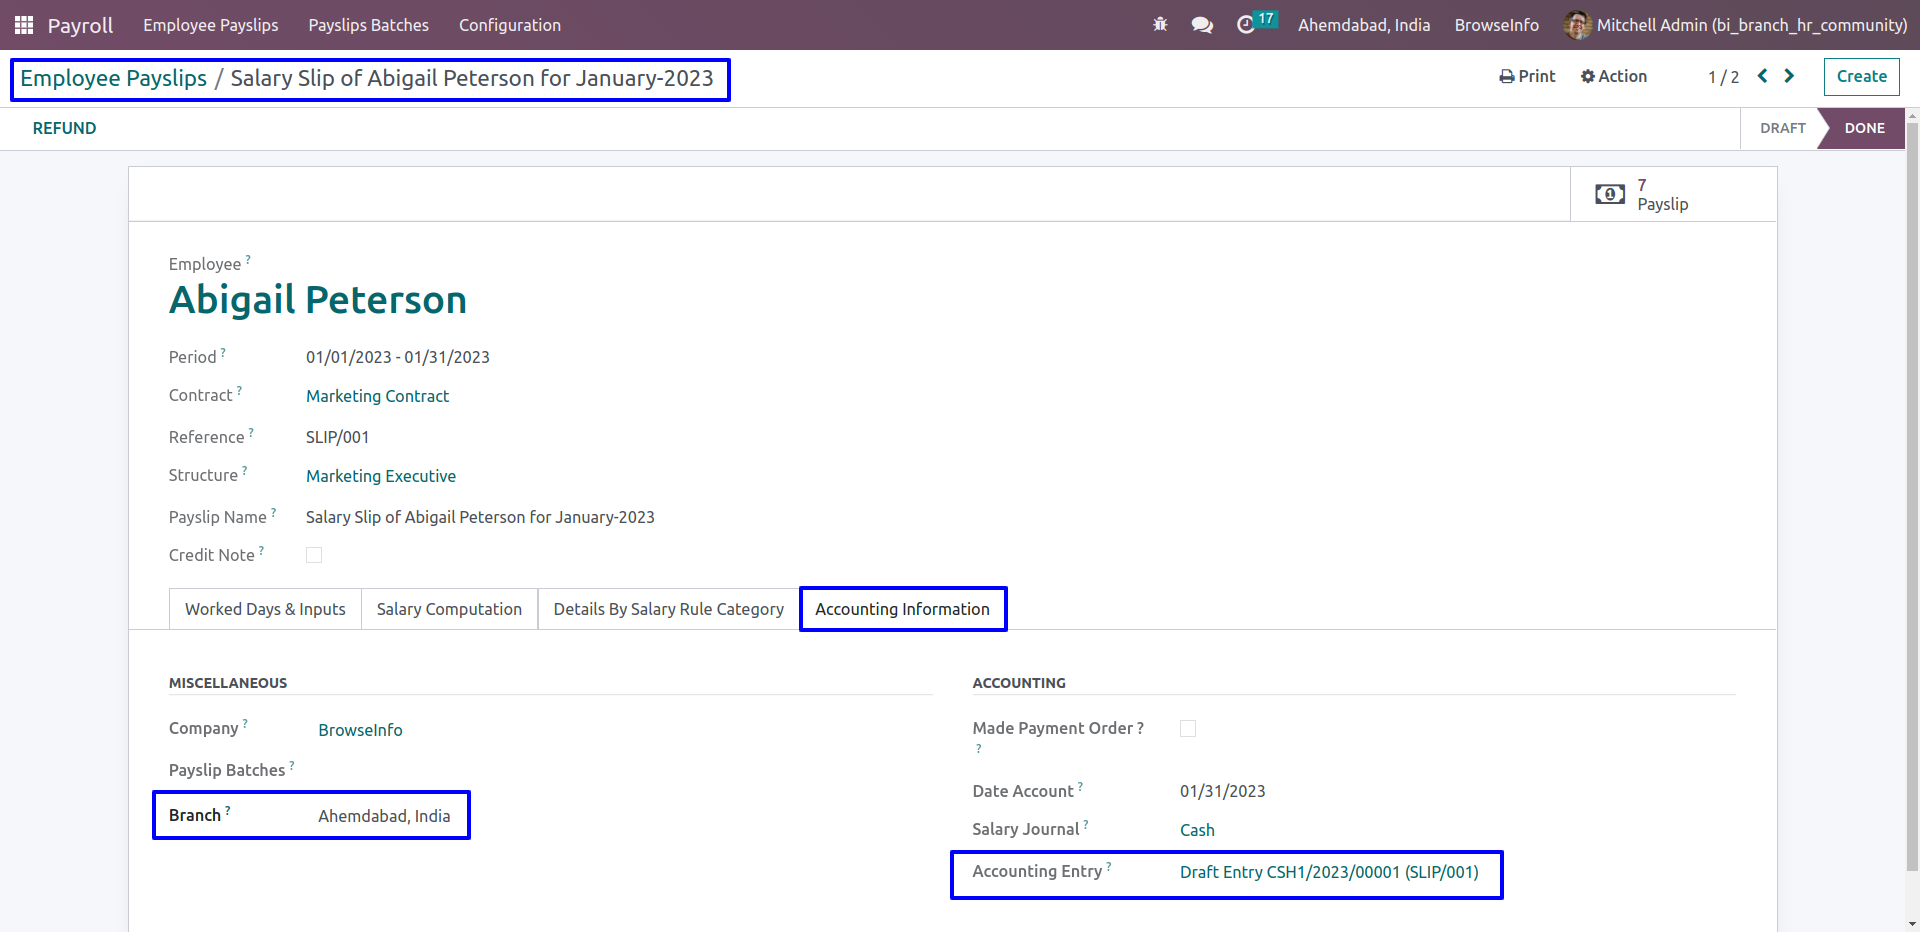 Payroll Employee Payslips Payslips Batches Configuration 17 Ahemdabad, India BrowseInfo Mitchell Admin (bi_branch_hr_community)
Employee Payslips / Salary Slip of Abigail Peterson for January-2023 Print Action 1 / 2 Create
REFUND DRAFT DONE
7
Payslip
Employee ?
Abigail Peterson
Period ? 01/01/2023 - 01/31/2023
Contract ? Marketing Contract
Reference ? SLIP/001
Structure ? Marketing Executive
Payslip Name ? Salary Slip of Abigail Peterson for January-2023
Credit Note ?
Worked Days & Inputs Salary Computation Details By Salary Rule Category Accounting Information
MISCELLANEOUS
Company ? BrowseInfo
Payslip Batches ?
Branch ? Ahemdabad, India
ACCOUNTING
Made Payment Order ?
?
Date Account ? 01/31/2023
Salary Journal ? Cash
Accounting Entry ? Draft Entry CSH1/2023/00001 (SLIP/001)